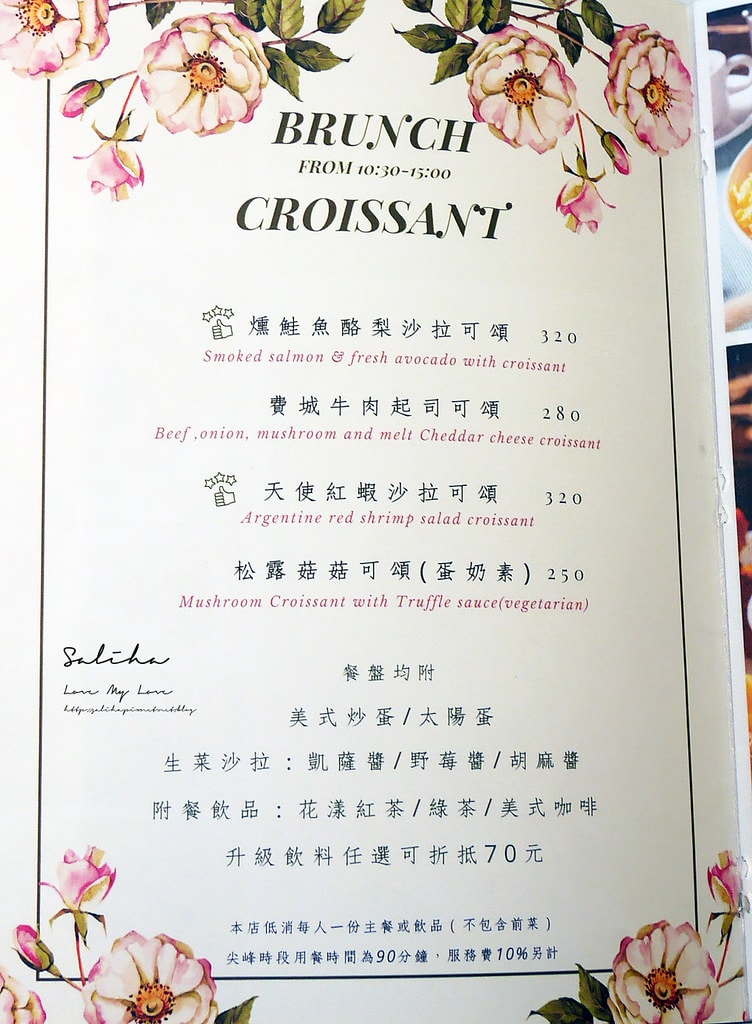 BRUNCH
FROM 10:30-15:00
CROISSANT
燻鮭魚酪梨沙拉可頌 320
Smoked salmon & fresh avocado with croissant
費城牛肉起司可頌 280
Beef ,onion, mushroom and melt Cheddar cheese croissant
天使紅蝦沙拉可頌 320
Argentine red shrimp salad croissant
松露菇菇可頌(蛋奶素) 250
Mushroom Croissant with Truffle sauce(vegetarian)
Saliha
Love My Love
http://saliha.pixnet.net/blog
餐盤均附
美式炒蛋/太陽蛋
生菜沙拉：凱薩醬/野莓醬/胡麻醬
附餐飲品：花漾紅茶/綠茶/美式咖啡
升級飲料任選可折抵70元
本店低消每人一份主餐或飲品(不包含前菜)
尖峰時段用餐時間為90分鐘，服務費10%另計